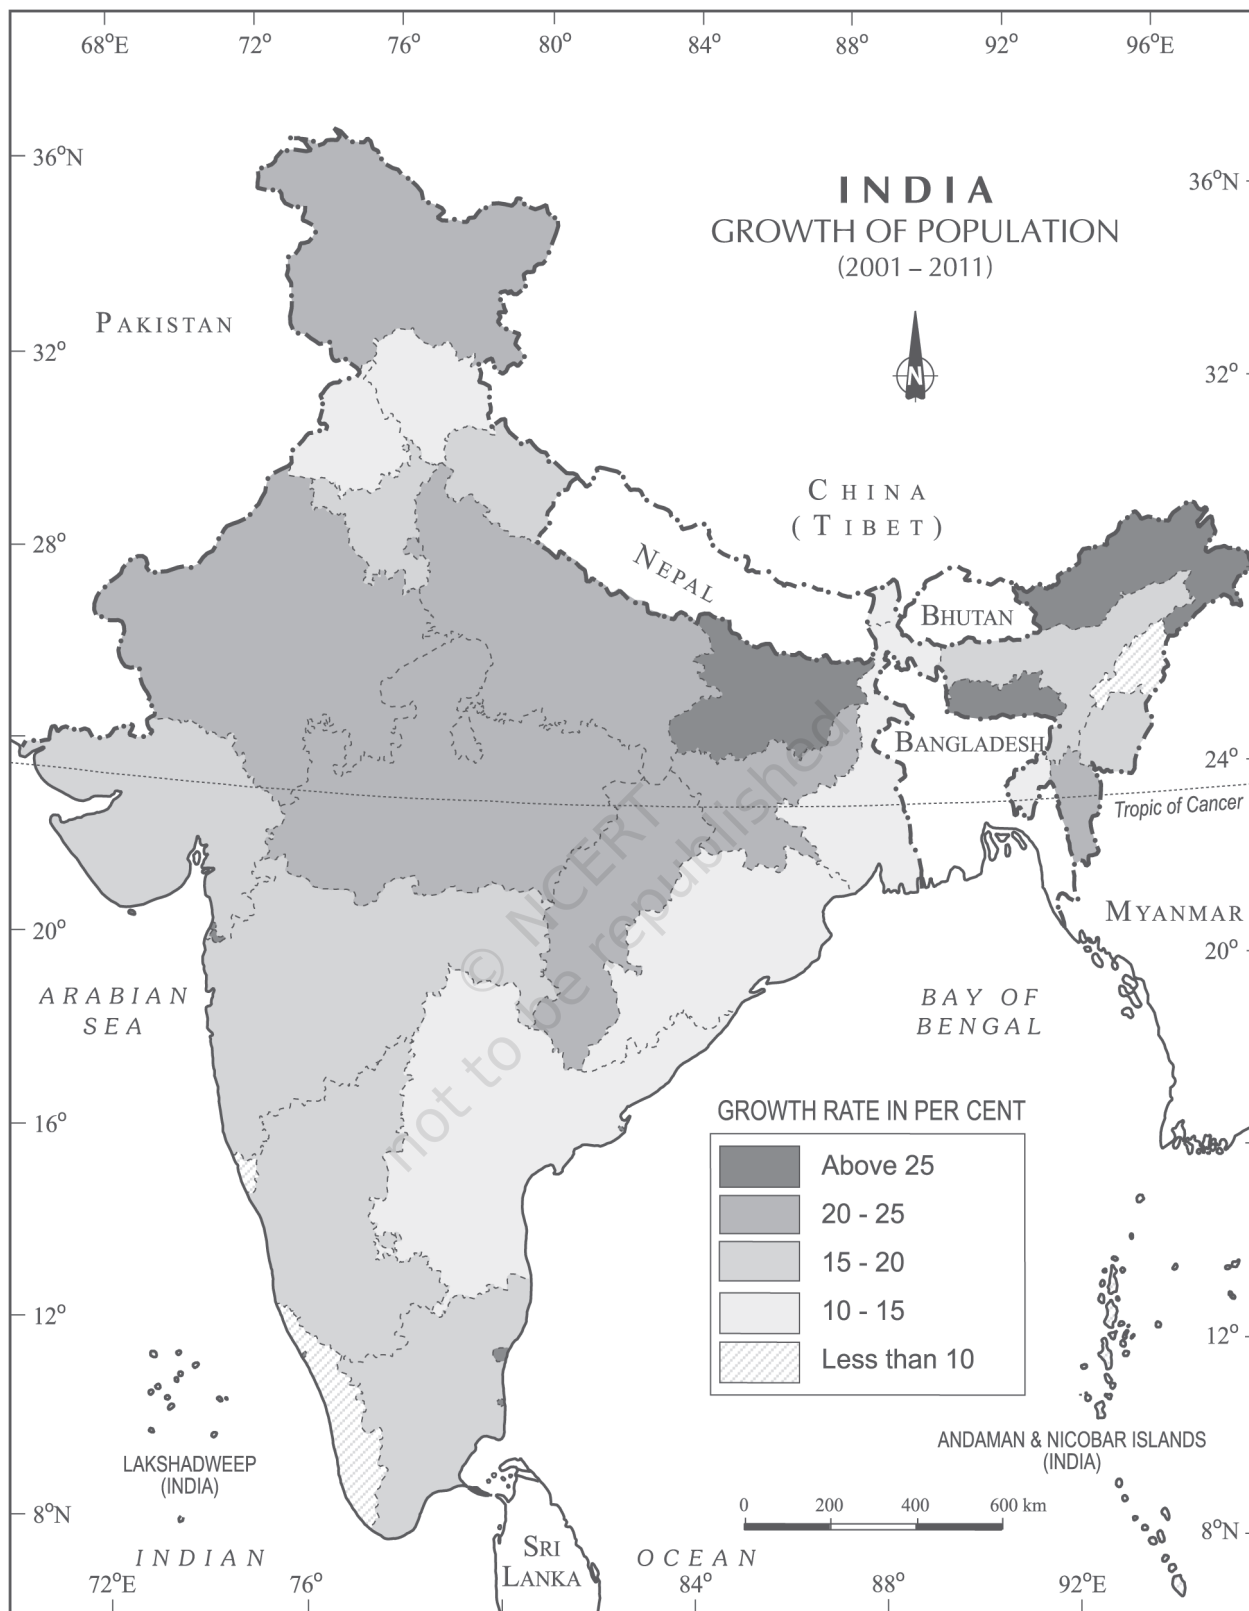 68°E 72° 76° 80° 84° 88° 92° 96°E
36°N
36°N
INDIA
GROWTH OF POPULATION
(2001 – 2011)
PAKISTAN
N
32°
32°
CHINA
(TIBET)
28°
NEPAL
BHUTAN
BANGLADESH
24°
Tropic of Cancer
© NCERT
not to be republished
MYANMAR
20°
20°
ARABIAN
SEA
BAY OF
BENGAL
16°
GROWTH RATE IN PER CENT
Above 25
20 - 25
15 - 20
10 - 15
Less than 10
12°
12°
LAKSHADWEEP
(INDIA)
ANDAMAN & NICOBAR ISLANDS
(INDIA)
0 200 400 600 km
8°N
8°N
SRI
LANKA
INDIAN OCEAN
72°E 76° 84° 88° 92°E